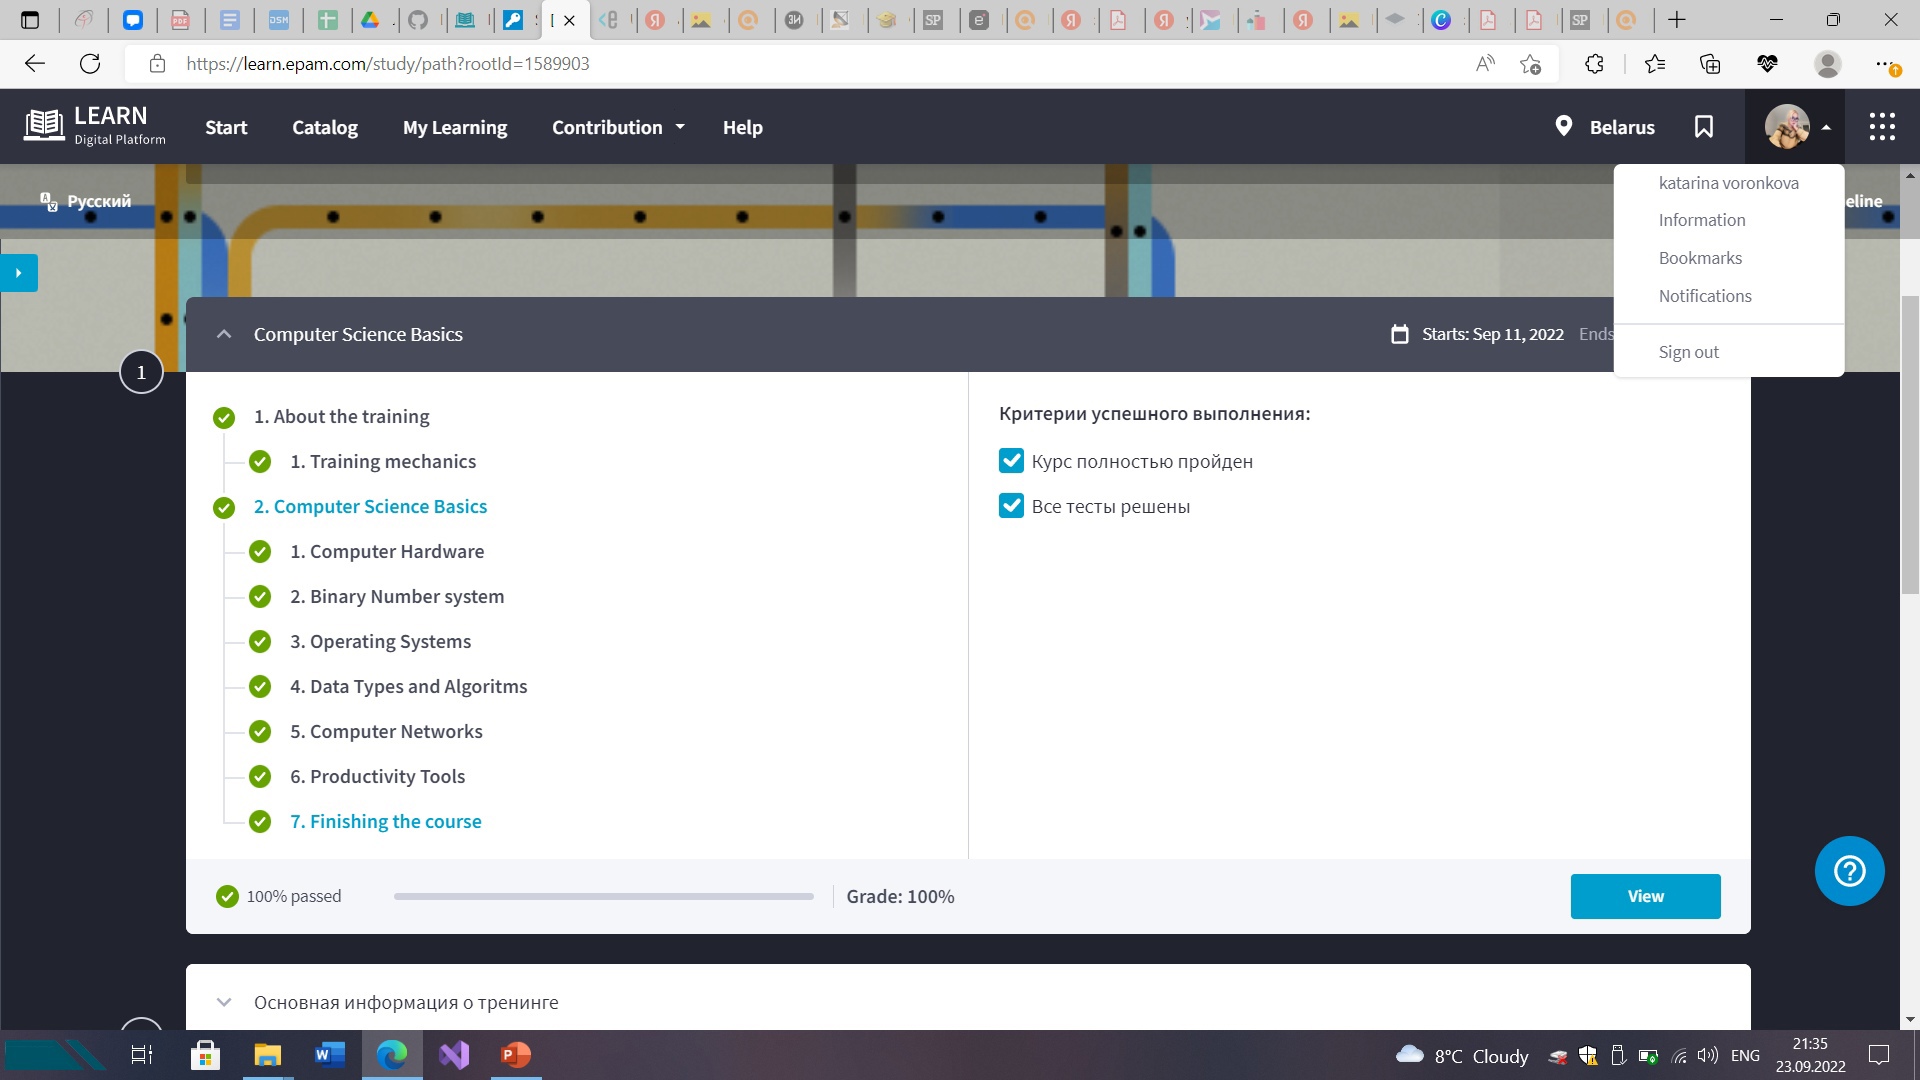 https://learn.epam.com/study/path?rootId=1589903
LEARN
Digital Platform
Start
Catalog
My Learning
Contribution
Help
Belarus
Русский
eline
katarina voronkova
Information
Bookmarks
Notifications
Sign out
1
Computer Science Basics
Starts: Sep 11, 2022 Ends
1. About the training
1. Training mechanics
2. Computer Science Basics
1. Computer Hardware
2. Binary Number system
3. Operating Systems
4. Data Types and Algoritms
5. Computer Networks
6. Productivity Tools
7. Finishing the course
Критерии успешного выполнения:
Курс полностью пройден
Все тесты решены
100% passed
Grade: 100%
View
Основная информация о тренинге
8°C Cloudy
ENG
21:35
23.09.2022